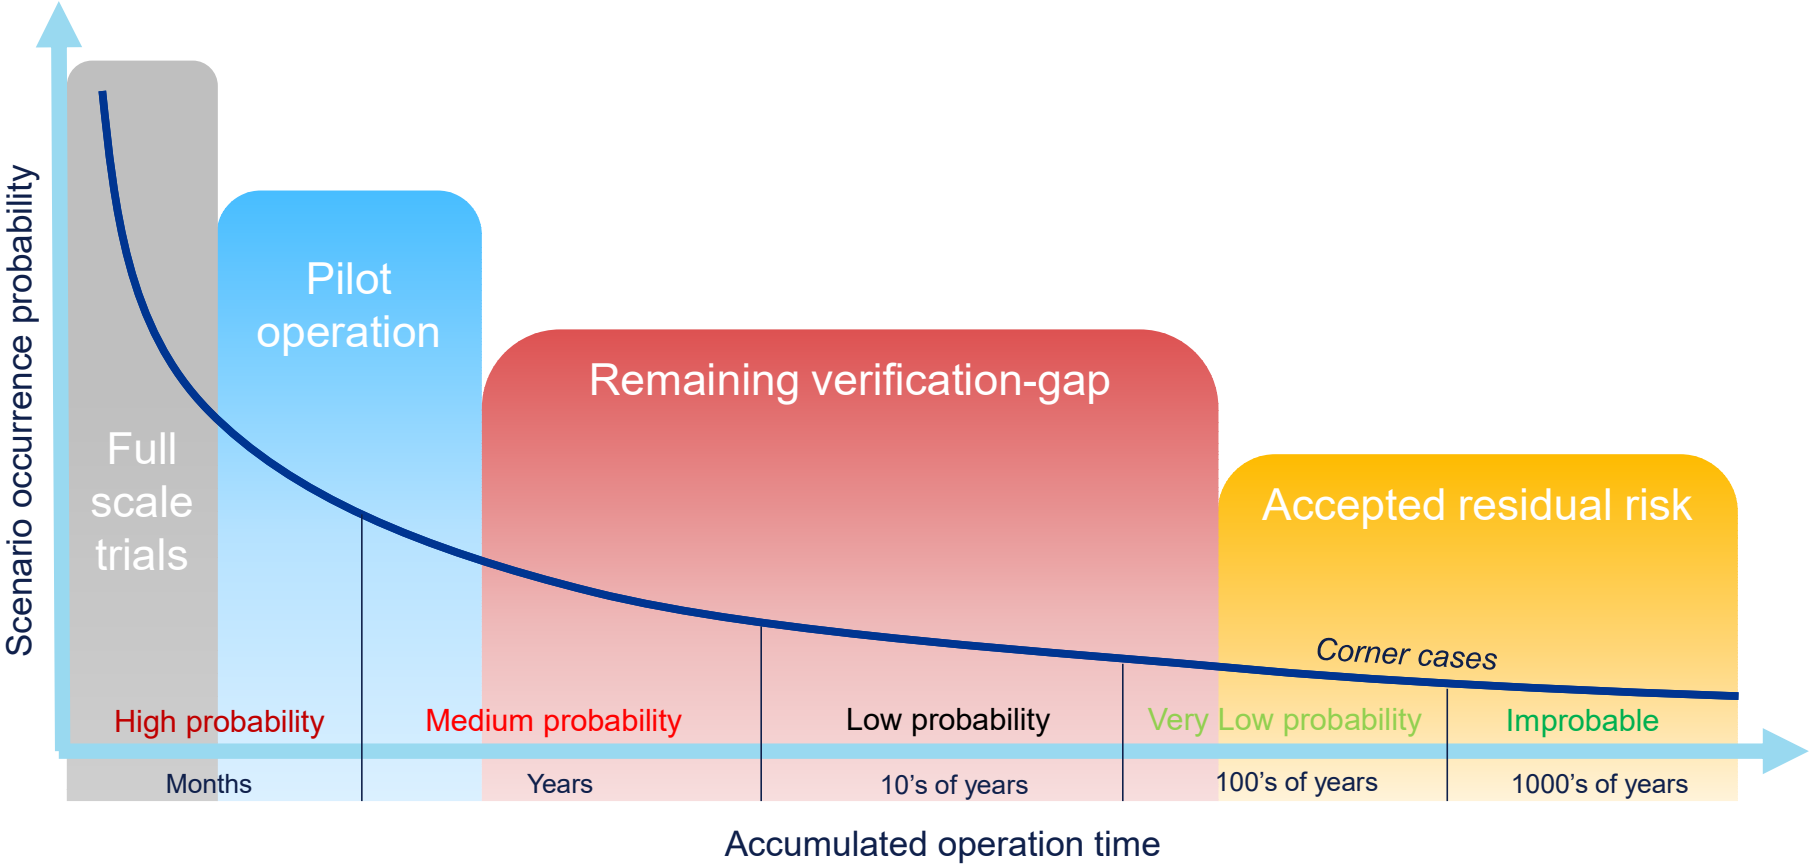 Scenario occurrence probability
Full
scale
trials
Pilot
operation
Remaining verification-gap
Accepted residual risk
Corner cases
High probability
Medium probability
Low probability
Very Low probability
Improbable
Months
Years
10’s of years
100’s of years
1000’s of years
Accumulated operation time